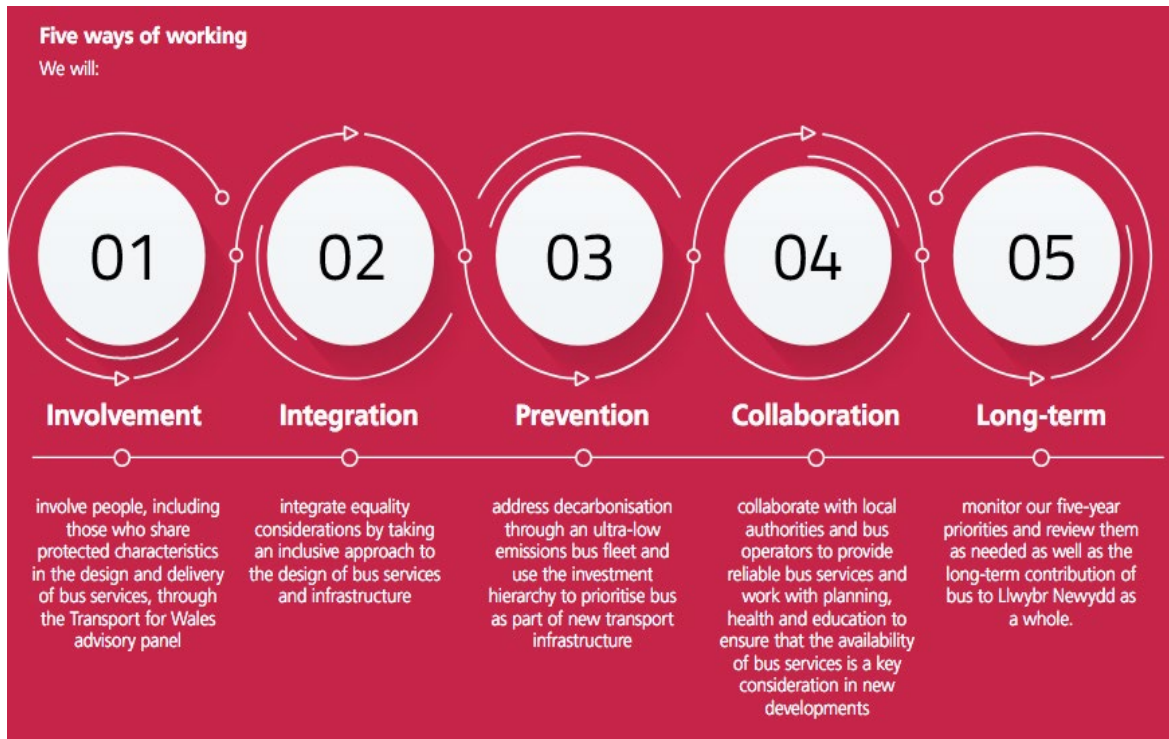 Five ways of working
We will:
01
Involvement
involve people, including
those who share
protected characteristics
in the design and delivery
of bus services, through
the Transport for Wales
advisory panel
02
Integration
integrate equality
considerations by taking
an inclusive approach to
the design of bus services
and infrastructure
03
Prevention
address decarbonisation
through an ultra-low
emissions bus fleet and
use the investment
hierarchy to prioritise bus
as part of new transport
infrastructure
04
Collaboration
collaborate with local
authorities and bus
operators to provide
reliable bus services and
work with planning,
health and education to
ensure that the availability
of bus services is a key
consideration in new
developments
05
Long-term
monitor our five-year
priorities and review them
as needed as well as the
long-term contribution of
bus to Llwybr Newydd as
a whole.